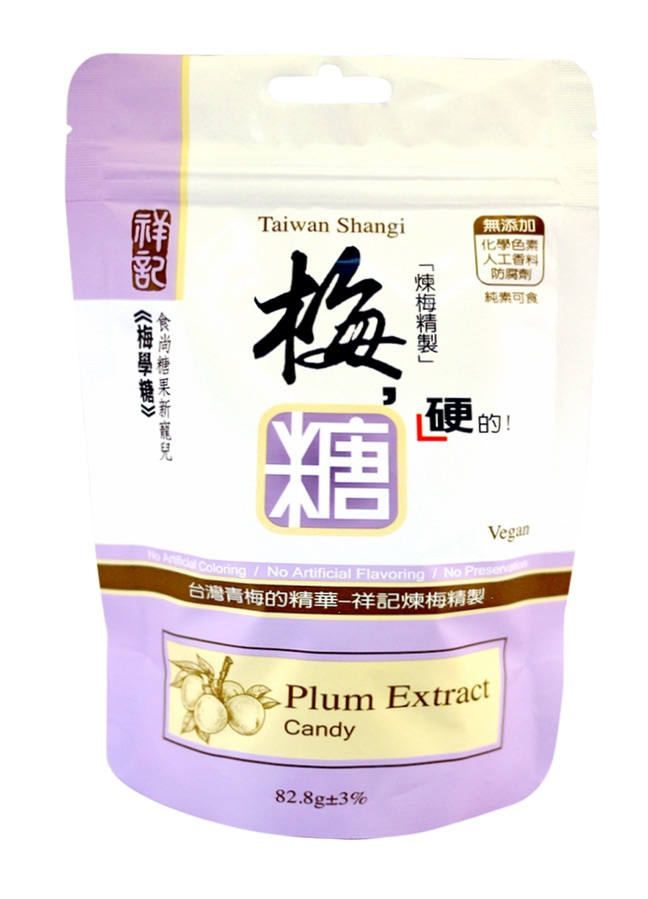 祥記
Taiwan Shangi
無添加
化學色素
人工香料
防腐劑
純素可食
「煉梅精製」
梅,
糖
硬的!
食尚糖果新寵兒
《梅學糖》
Vegan
No Artificial Coloring / No Artificial Flavoring / No Preservation
台灣青梅的精華-祥記煉梅精製
Plum Extract
Candy
82.8g±3%